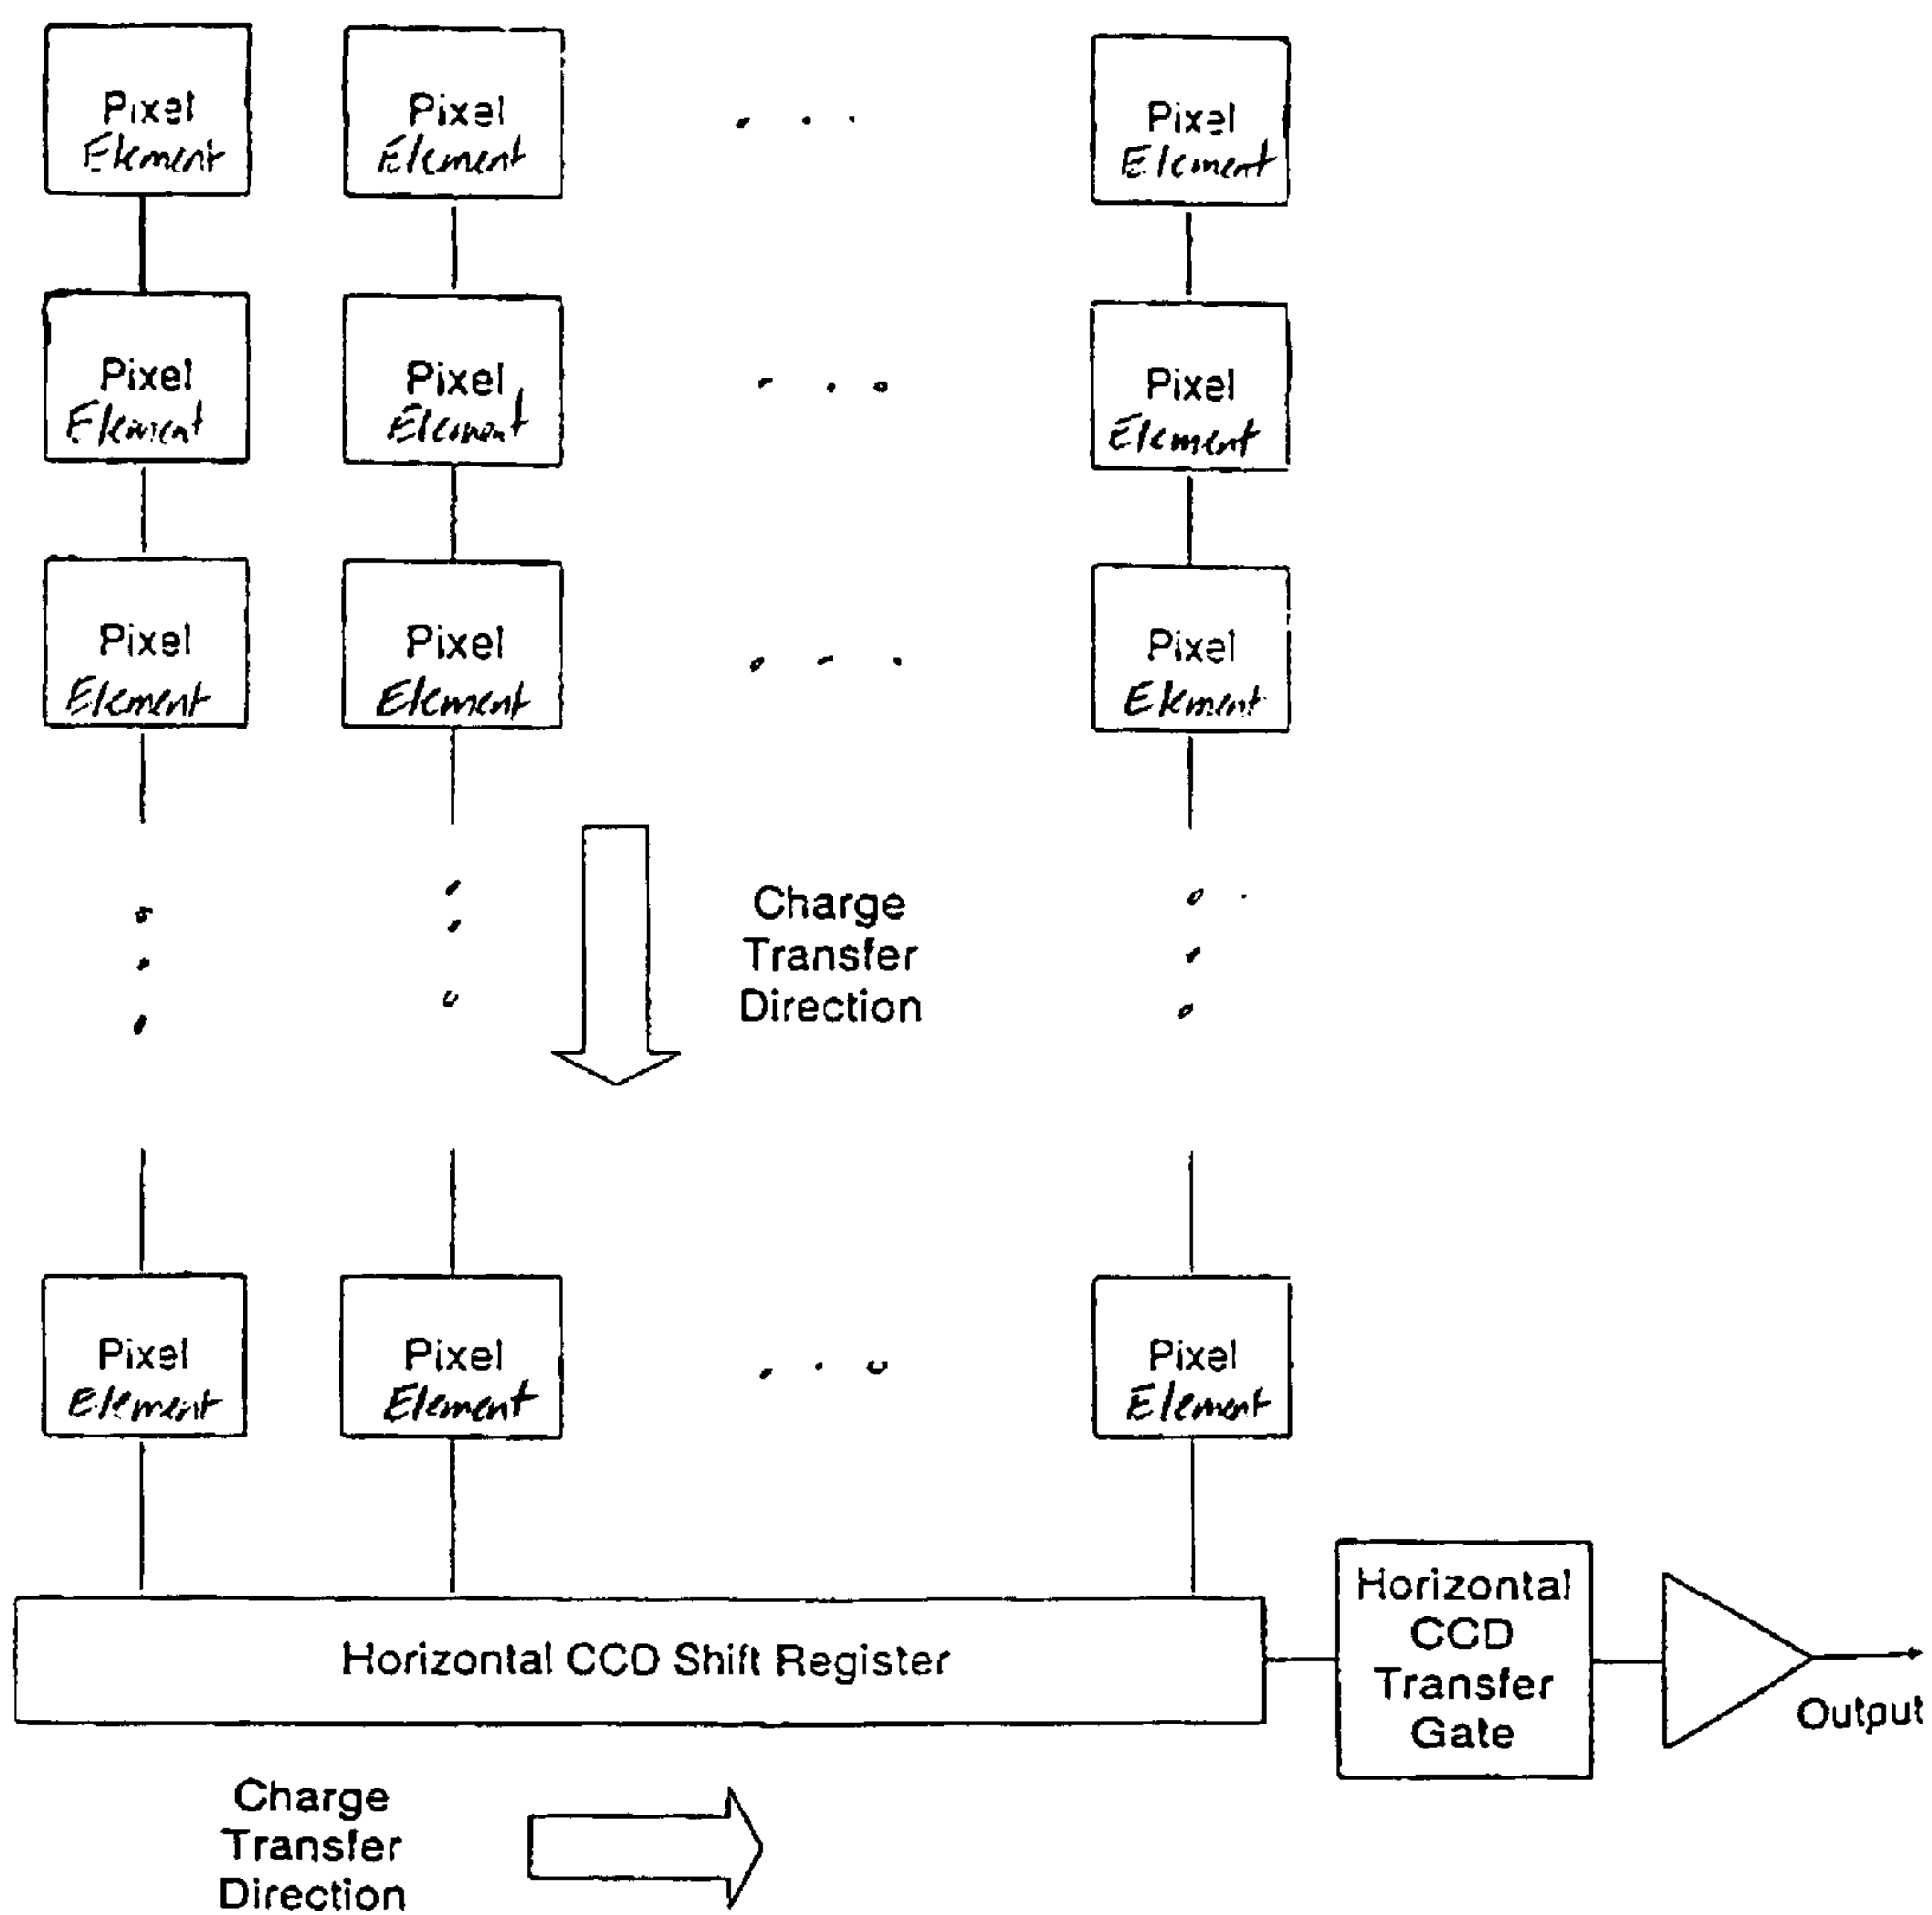 Pixel
Element
Pixel
Element
Pixel
Element
Pixel
Element
Pixel
Element
Pixel
Element
Pixel
Element
Pixel
Element
Pixel
Element
Charge
Transfer
Direction
Pixel
Element
Pixel
Element
Pixel
Element
Horizontal CCD Shift Register
Horizontal
CCD
Transfer
Gate
Output
Charge
Transfer
Direction